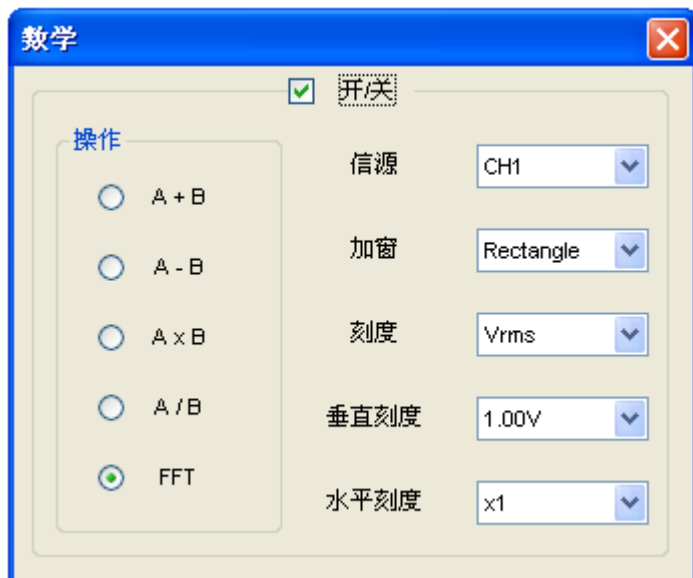 数学
开/关
操作
A + B
A - B
A x B
A / B
FFT
信源 CH1
加窗 Rectangle
刻度 Vrms
垂直刻度 1.00V
水平刻度 x1